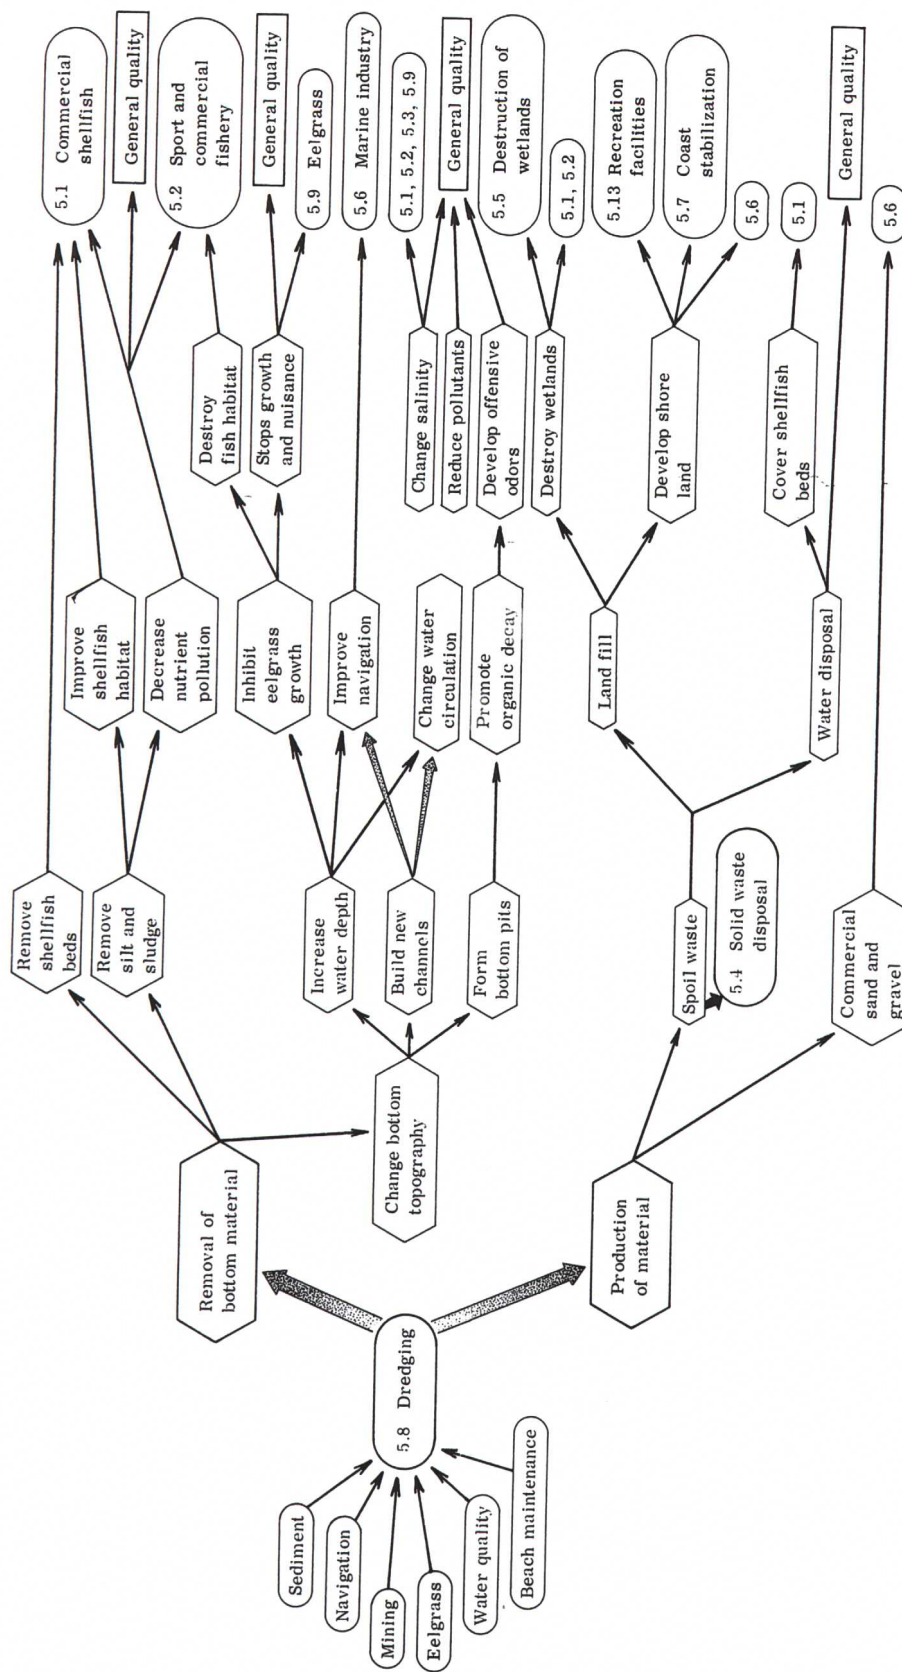 Sediment
Navigation
Mining
Eelgrass
Water quality
Beach maintenance
5.8 Dredging
Removal of
bottom material
Production
of material
Change bottom
topography
Remove
shellfish
beds
Remove
silt and
sludge
Increase
water depth
Build new
channels
Form
bottom pits
Spoil waste
5.4 Solid waste
disposal
Commercial
sand and
gravel
Improve
shellfish
habitat
Decrease
nutrient
pollution
Inhibit
eelgrass
growth
Improve
navigation
Change water
circulation
Promote
organic decay
Land fill
Water disposal
Destroy
fish habitat
Stops growth
and nuisance
Change salinity
Reduce pollutants
Develop offensive
odors
Destroy wetlands
Develop shore
land
Cover shellfish
beds
5.1 Commercial
shellfish
General quality
5.2 Sport and
commercial
fishery
General quality
5.9 Eelgrass
5.6 Marine industry
5.1, 5.2, 5.3, 5.9
General quality
5.5 Destruction of
wetlands
5.1, 5.2
5.13 Recreation
facilities
5.7 Coast
stabilization
5.6
5.1
General quality
5.6